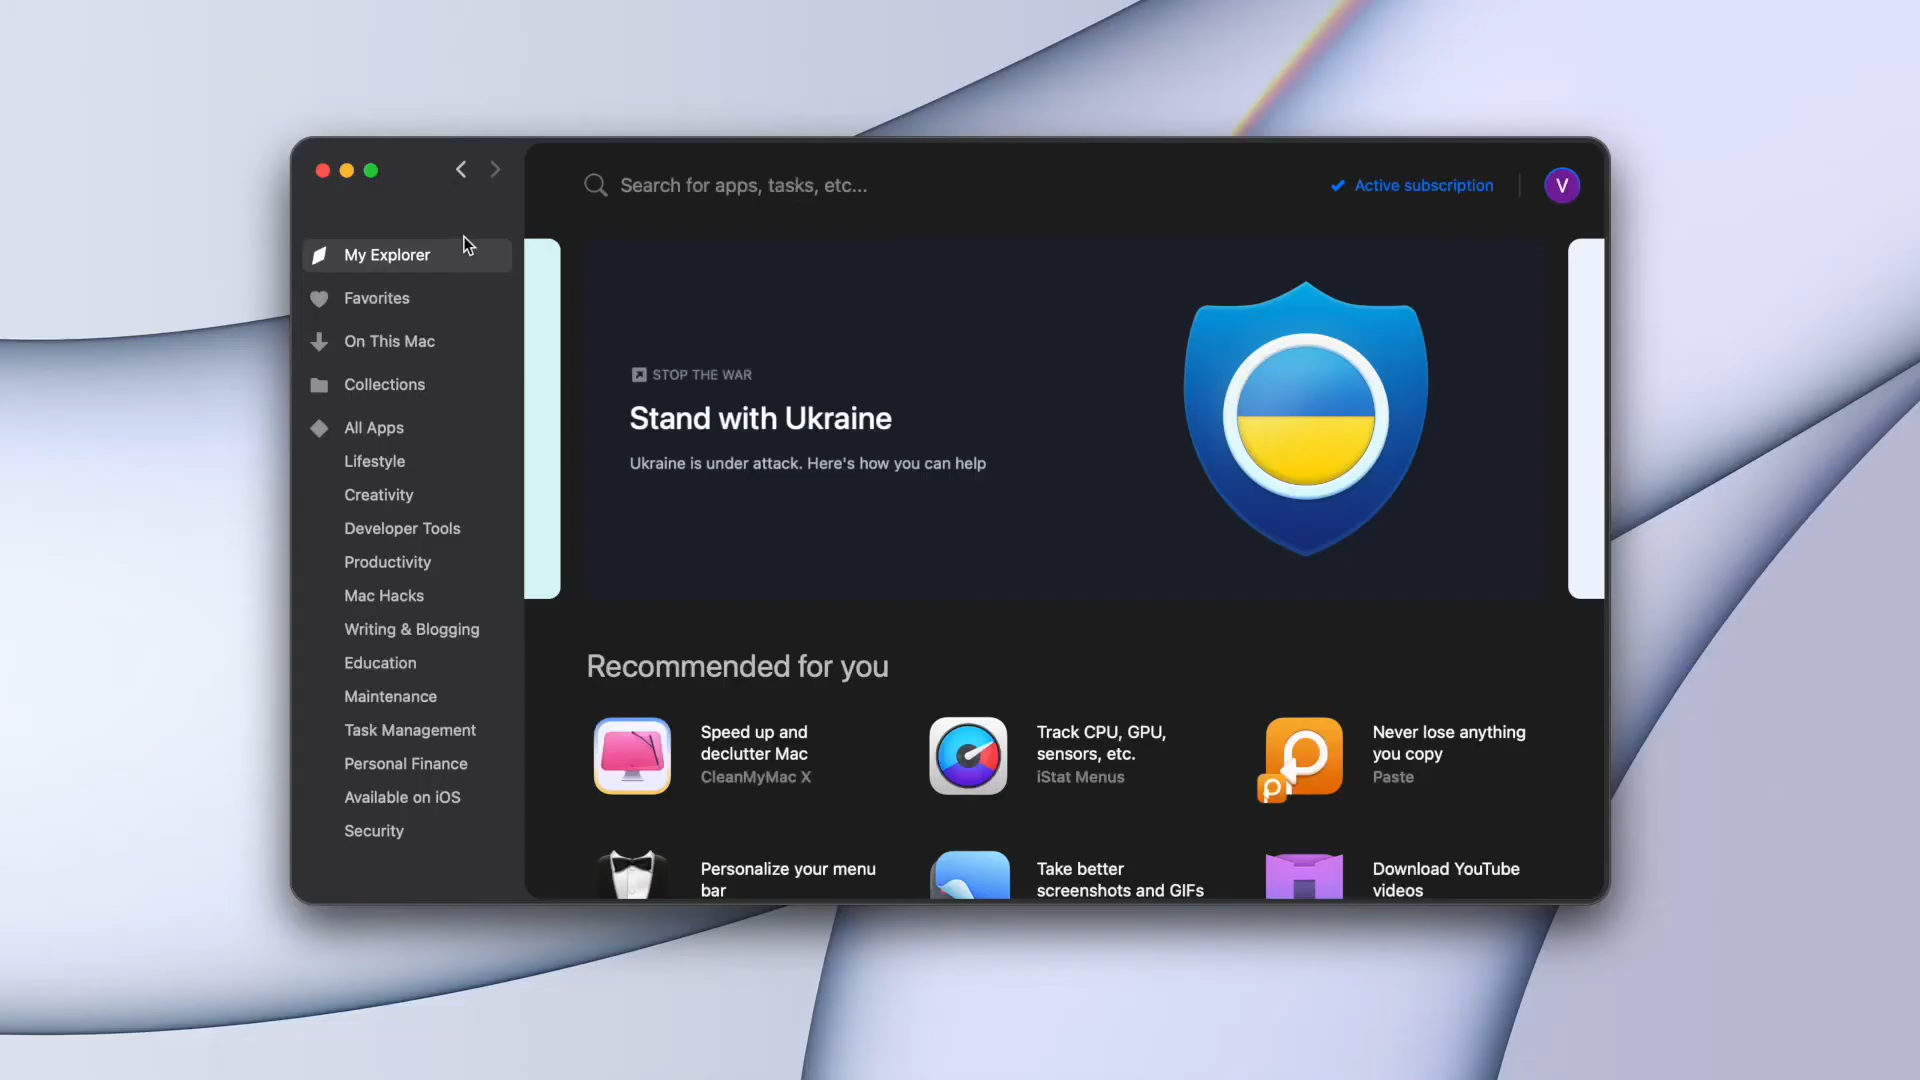 Search for apps, tasks, etc...
Active subscription
V
My Explorer
Favorites
On This Mac
Collections
All Apps
Lifestyle
Creativity
Developer Tools
Productivity
Mac Hacks
Writing & Blogging
Education
Maintenance
Task Management
Personal Finance
Available on iOS
Security
STOP THE WAR
Stand with Ukraine
Ukraine is under attack. Here's how you can help
Recommended for you
Speed up and
declutter Mac
CleanMyMac X
Track CPU, GPU,
sensors, etc.
iStat Menus
Never lose anything
you copy
Paste
Personalize your menu
bar
Take better
screenshots and GIFs
Download YouTube
videos